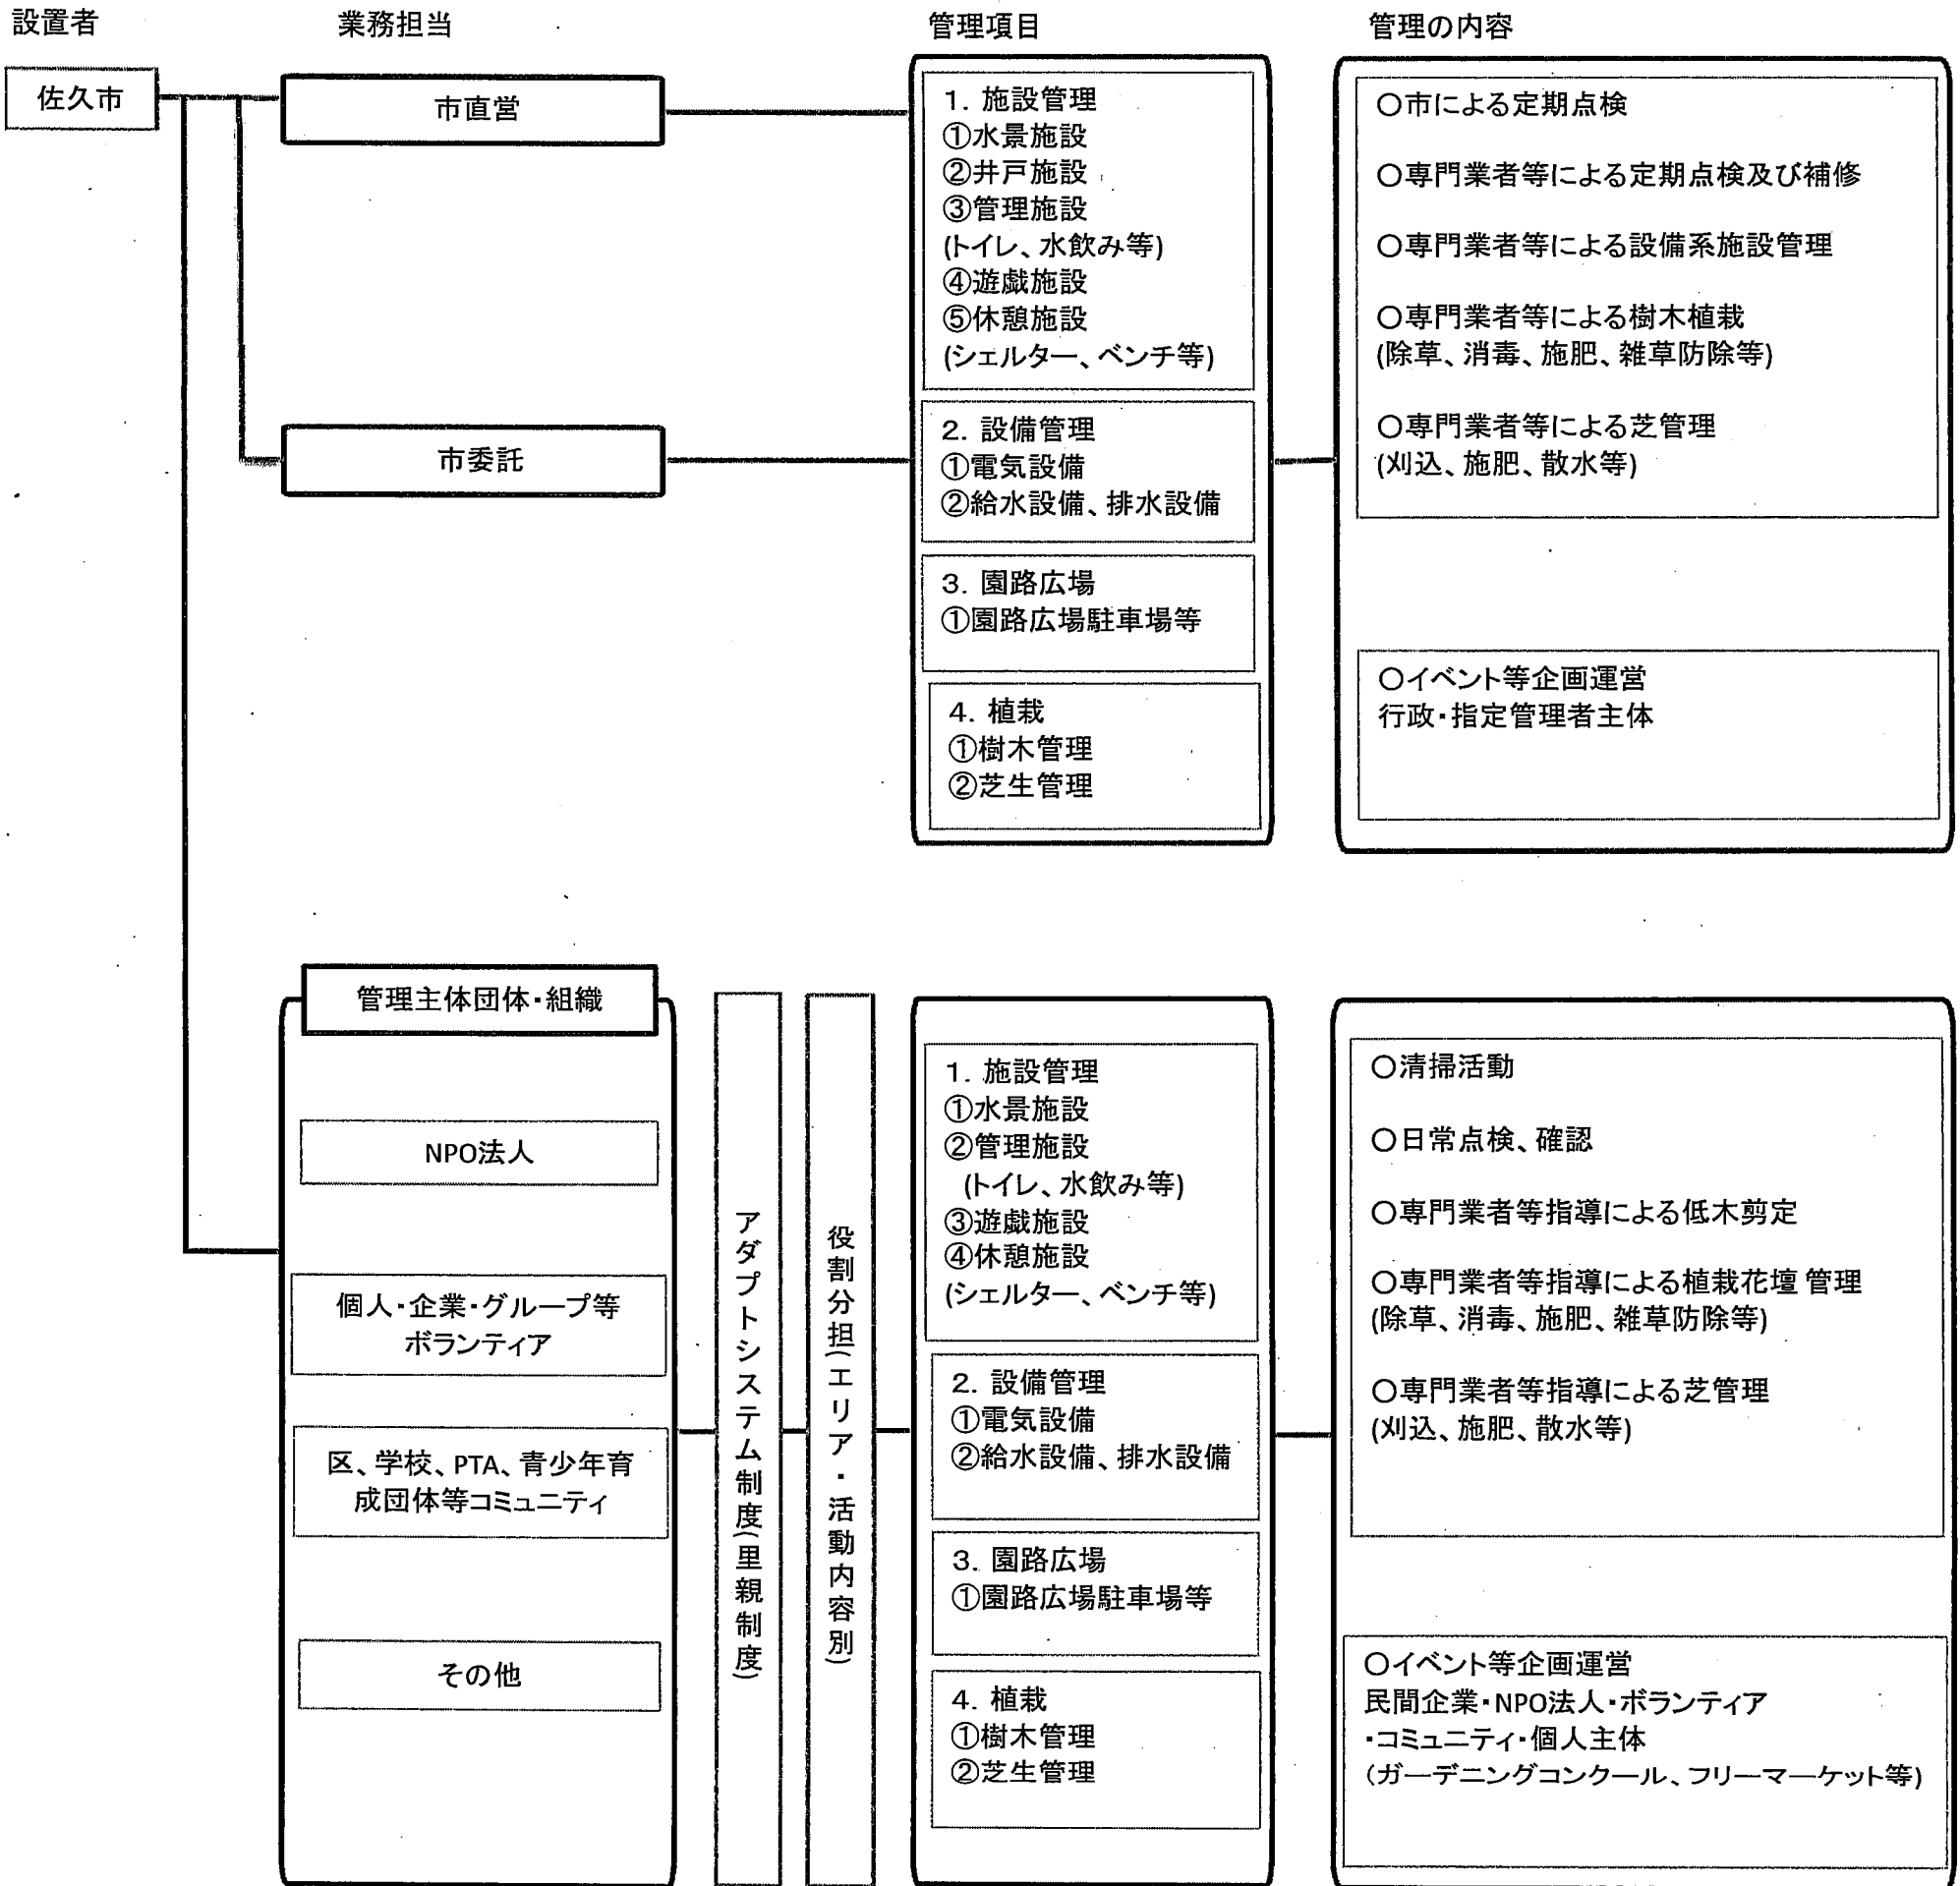 設置者
業務担当
管理項目
管理の内容
佐久市
市直営
市委託
1. 施設管理
①水景施設
②井戸施設
③管理施設
(トイレ、水飲み等)
④遊戯施設
⑤休憩施設
(シェルター、ベンチ等)
2. 設備管理
①電気設備
②給水設備、排水設備
3. 園路広場
①園路広場駐車場等
4. 植栽
①樹木管理
②芝生管理
○市による定期点検
○専門業者等による定期点検及び補修
○専門業者等による設備系施設管理
○専門業者等による樹木植栽
(除草、消毒、施肥、雑草防除等)
○専門業者等による芝管理
(刈込、施肥、散水等)
○イベント等企画運営
行政・指定管理者主体
管理主体団体・組織
NPO法人
個人・企業・グループ等
ボランティア
区、学校、PTA、青少年育
成団体等コミュニティ
その他
アダプトシステム制度(里親制度)
役割分担(エリア・活動内容別)
1. 施設管理
①水景施設
②管理施設
(トイレ、水飲み等)
③遊戯施設
④休憩施設
(シェルター、ベンチ等)
2. 設備管理
①電気設備
②給水設備、排水設備
3. 園路広場
①園路広場駐車場等
4. 植栽
①樹木管理
②芝生管理
○清掃活動
○日常点検、確認
○専門業者等指導による低木剪定
○専門業者等指導による植栽花壇 管理
(除草、消毒、施肥、雑草防除等)
○専門業者等指導による芝管理
(刈込、施肥、散水等)
○イベント等企画運営
民間企業・NPO法人・ボランティア
・コミュニティ・個人主体
(ガーデニングコンクール、フリーマーケット等)